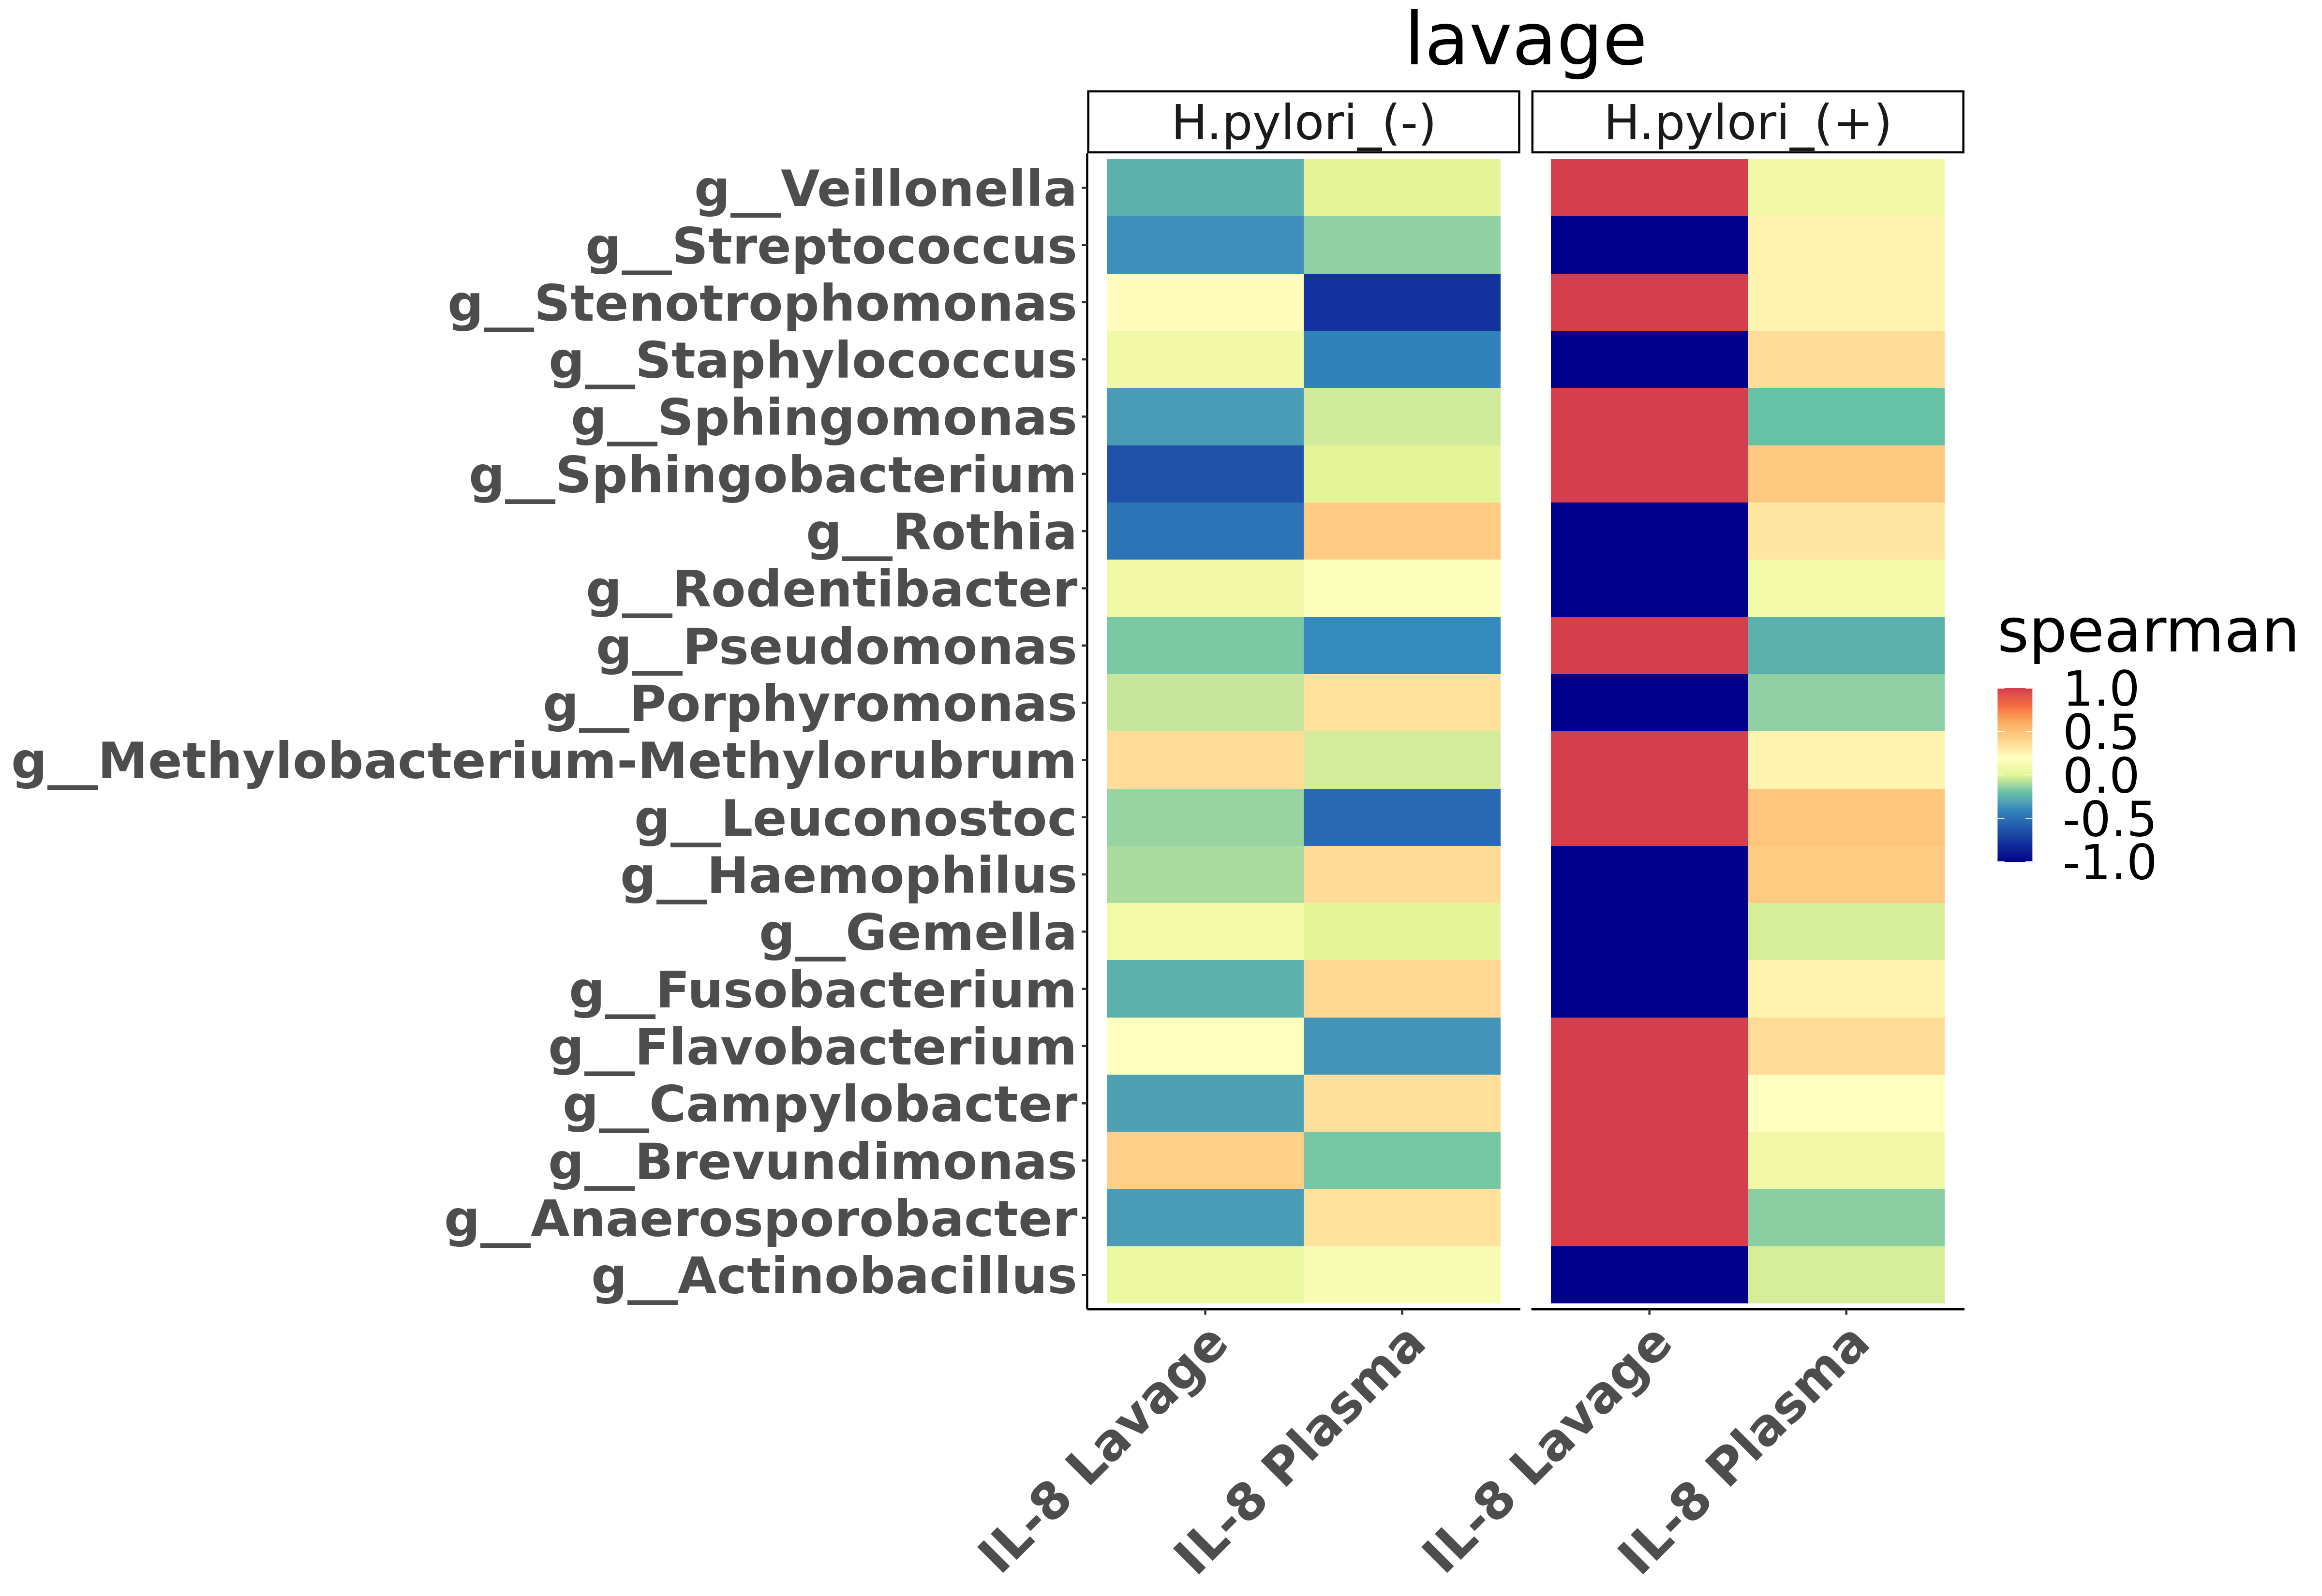 lavage
H.pylori_(-)
H.pylori_(+)
g__Veillonella
g__Streptococcus
g__Stenotrophomonas
g__Staphylococcus
g__Sphingomonas
g__Sphingobacterium
g__Rothia
g__Rodentibacter
g__Pseudomonas
g__Porphyromonas
g__Methylobacterium-Methylorubrum
g__Leuconostoc
g__Haemophilus
g__Gemella
g__Fusobacterium
g__Flavobacterium
g__Campylobacter
g__Brevundimonas
g__Anaerosporobacter
g__Actinobacillus
IL-8 Lavage
IL-8 Plasma
IL-8 Lavage
IL-8 Plasma
spearman
1.0
0.5
0.0
-0.5
-1.0